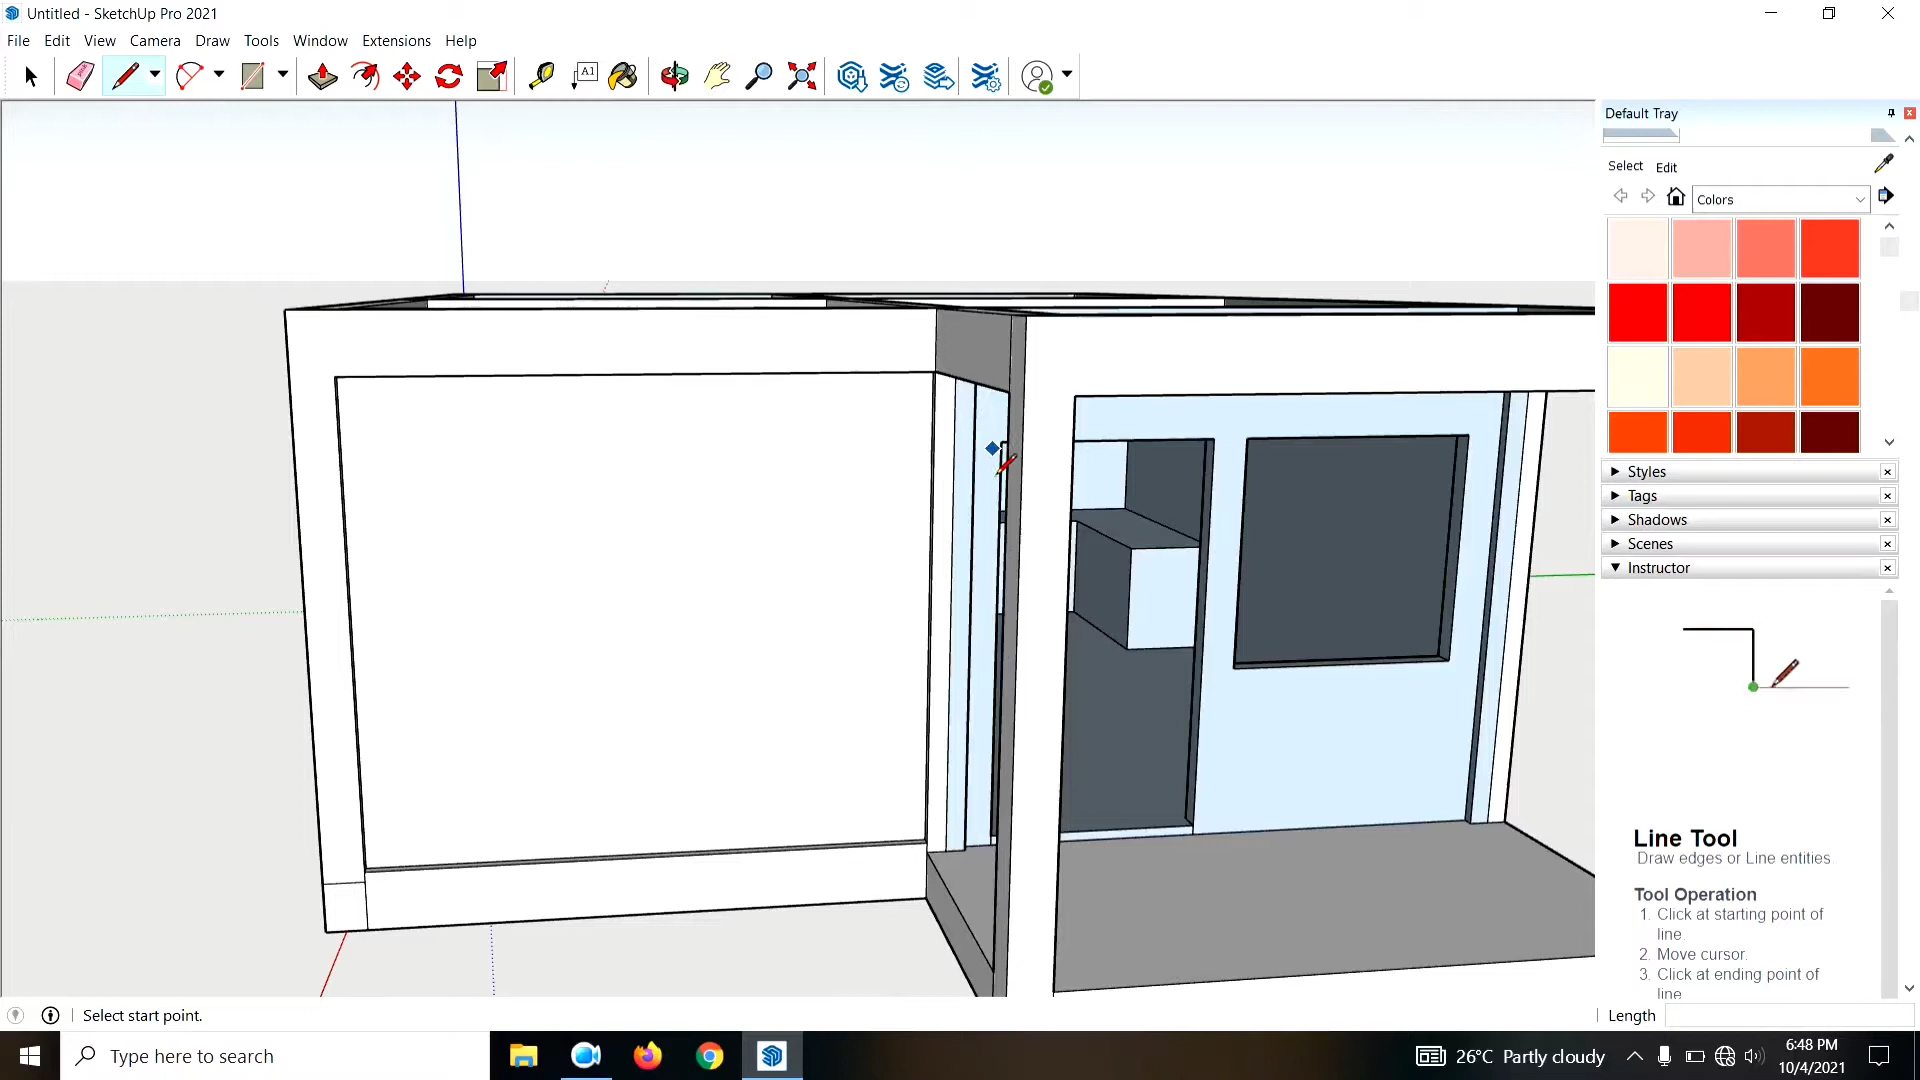 Untitled - SketchUp Pro 2021
File Edit View Camera Draw Tools Window Extensions Help
A1
Default Tray
Select Edit
Colors
Styles
Tags
Shadows
Scenes
Instructor
Line Tool
Draw edges or Line entities.
Tool Operation
1. Click at starting point of
line.
2. Move cursor.
3. Click at ending point of
line
Select start point.
Length
Type here to search
26°C Partly cloudy
6:48 PM
10/4/2021